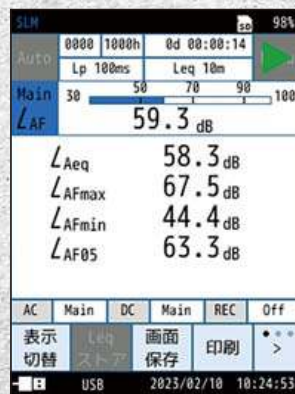 SLM SD 98%
Auto 0000 1000h 0d 00:00:14
Lp 100ms Leq 10m
Main 30 50 70 90 100
LAF 59.3 dB
LAeq 58.3 dB
LAFmax 67.5 dB
LAFmin 44.4 dB
LAF05 63.3 dB
AC Main DC Main REC Off
表示 Leq 画面 印刷 >
切替 ストア 保存
USB 2023/02/10 10:24:53